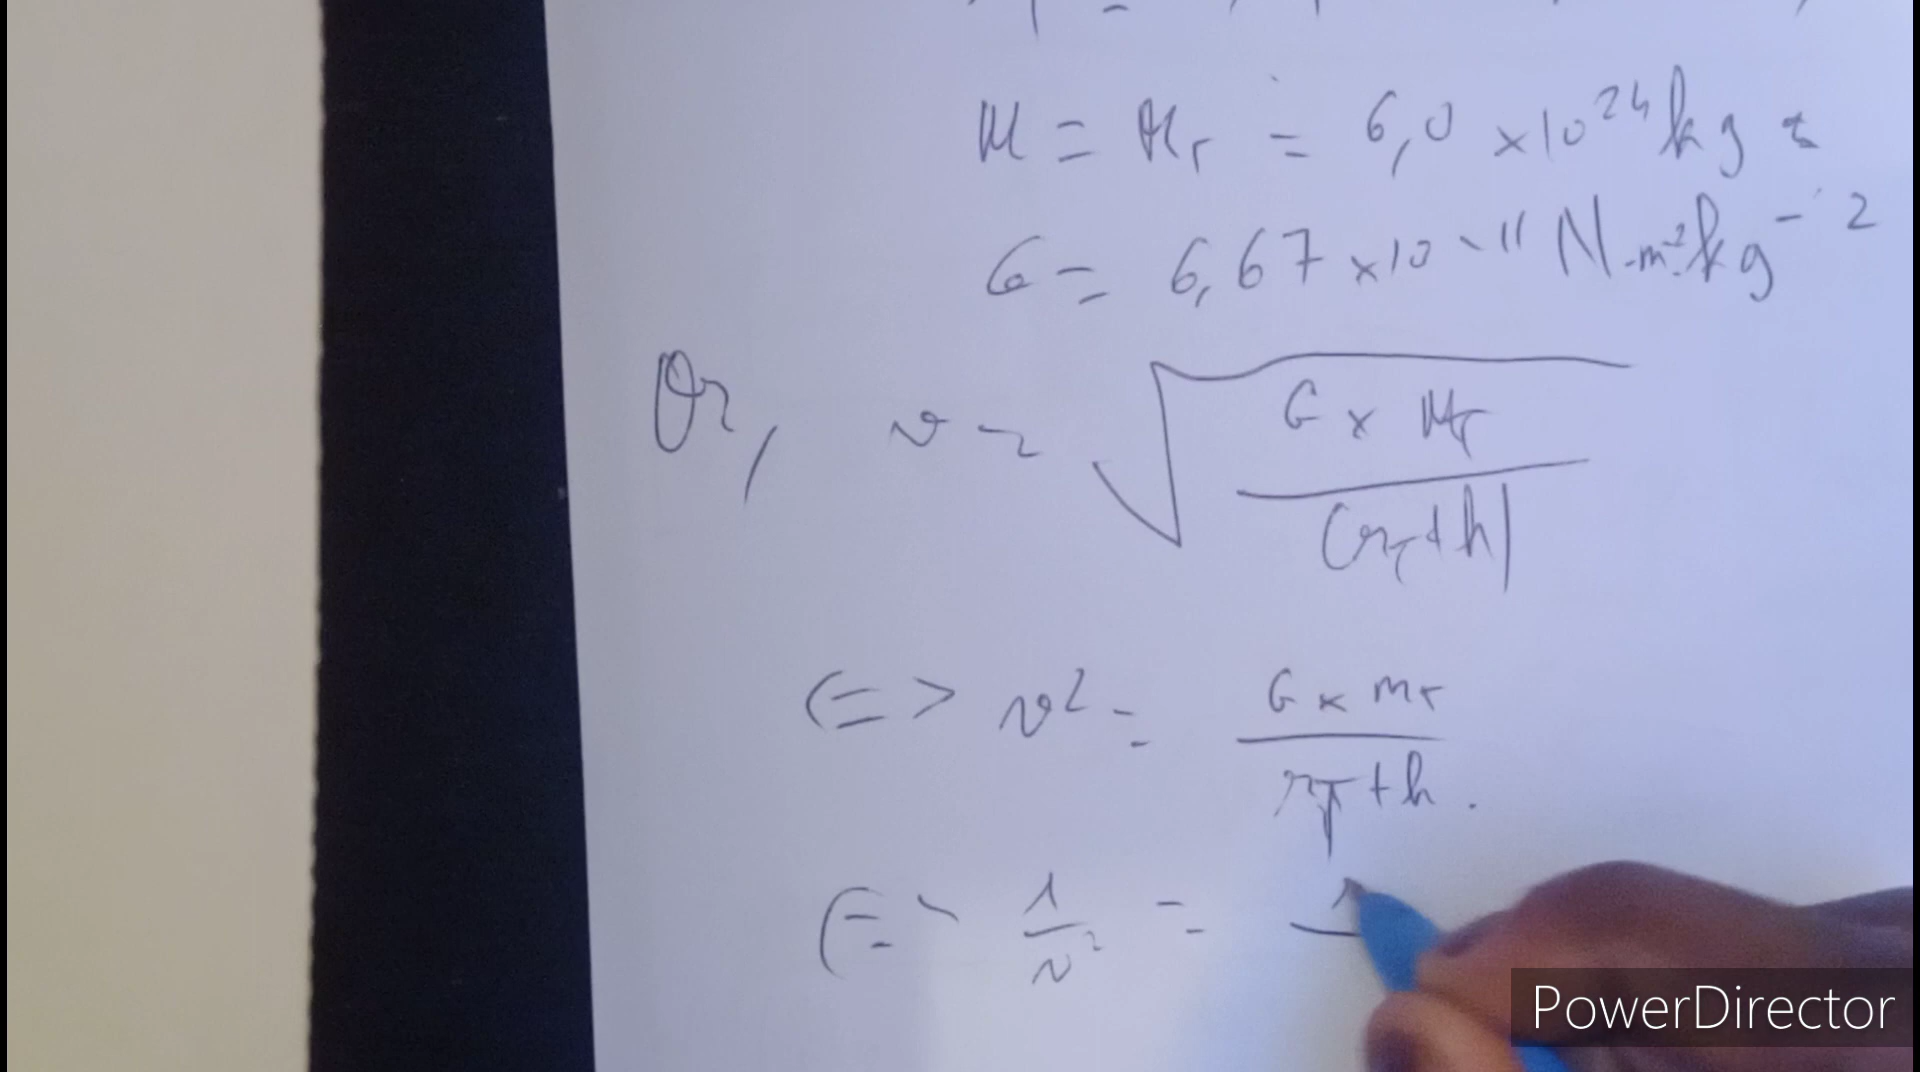 M = M_T = 6,0 × 10^24 kg
G = 6,67 × 10^-11 N.m².kg^-2
Or, v = √(G × M_T / (r_T + h))
<=> v² = G × m_T / r_T + h.
<=> 1/v² = 1
PowerDirector